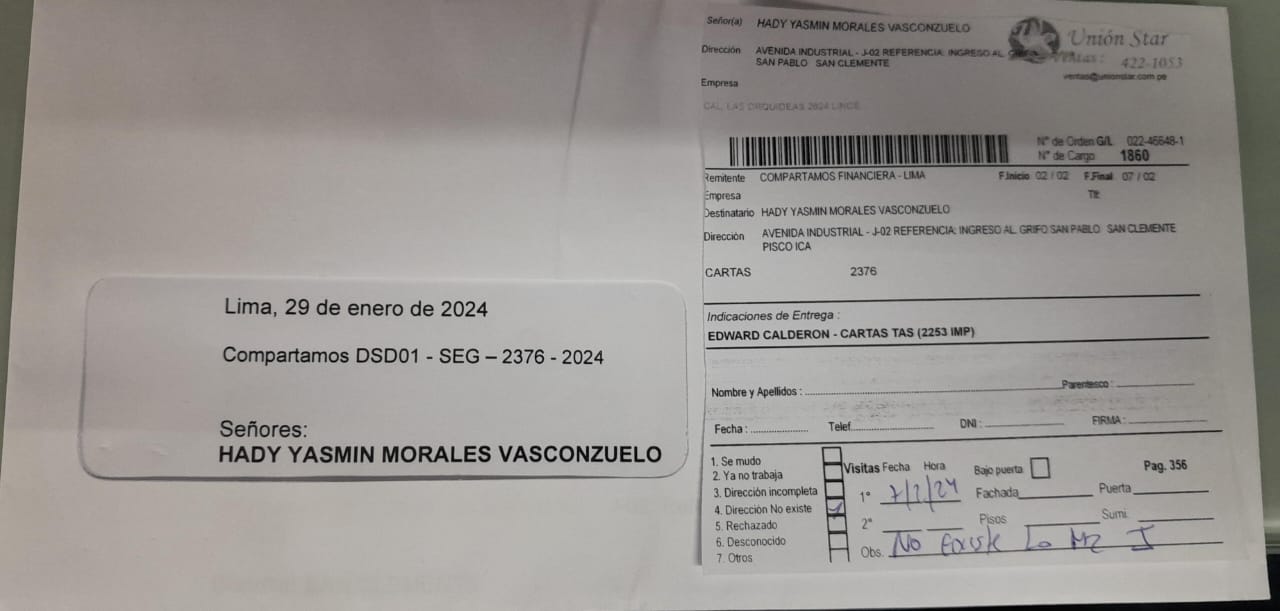 Lima, 29 de enero de 2024
Compartamos DSD01 - SEG – 2376 - 2024
Señores:
HADY YASMIN MORALES VASCONZUELO
Señor(a) HADY YASMIN MORALES VASCONZUELO
Unión Star
Dirección AVENIDA INDUSTRIAL - J-02 REFERENCIA: INGRESO AL. GRIFO
Ventas: 422-1053
SAN PABLO SAN CLEMENTE
ventas@unionstar.com.pe
Empresa
CAL. LAS ORQUIDEAS 2624 LINCE
N° de Orden G/L 022-46648-1
N° de Cargo 1860
Remitente COMPARTAMOS FINANCIERA - LIMA F.Inicio 02 / 02 F.Final 07 / 02
Empresa Tlf:
Destinatario HADY YASMIN MORALES VASCONZUELO
Dirección AVENIDA INDUSTRIAL - J-02 REFERENCIA: INGRESO AL. GRIFO SAN PABLO SAN CLEMENTE
PISCO ICA
CARTAS 2376
Indicaciones de Entrega :
EDWARD CALDERON - CARTAS TAS (2253 IMP)
Nombre y Apellidos : Parentesco :
Fecha : Telef. DNI : FIRMA :
1. Se mudo
2. Ya no trabaja
3. Dirección incompleta
4. Dirección No existe
5. Rechazado
6. Desconocido
7. Otros
Visitas Fecha Hora Bajo puerta Pag. 356
1° 7/2/24 Fachada Puerta
2° Pisos Sumi.
Obs. No Existe La Mz J